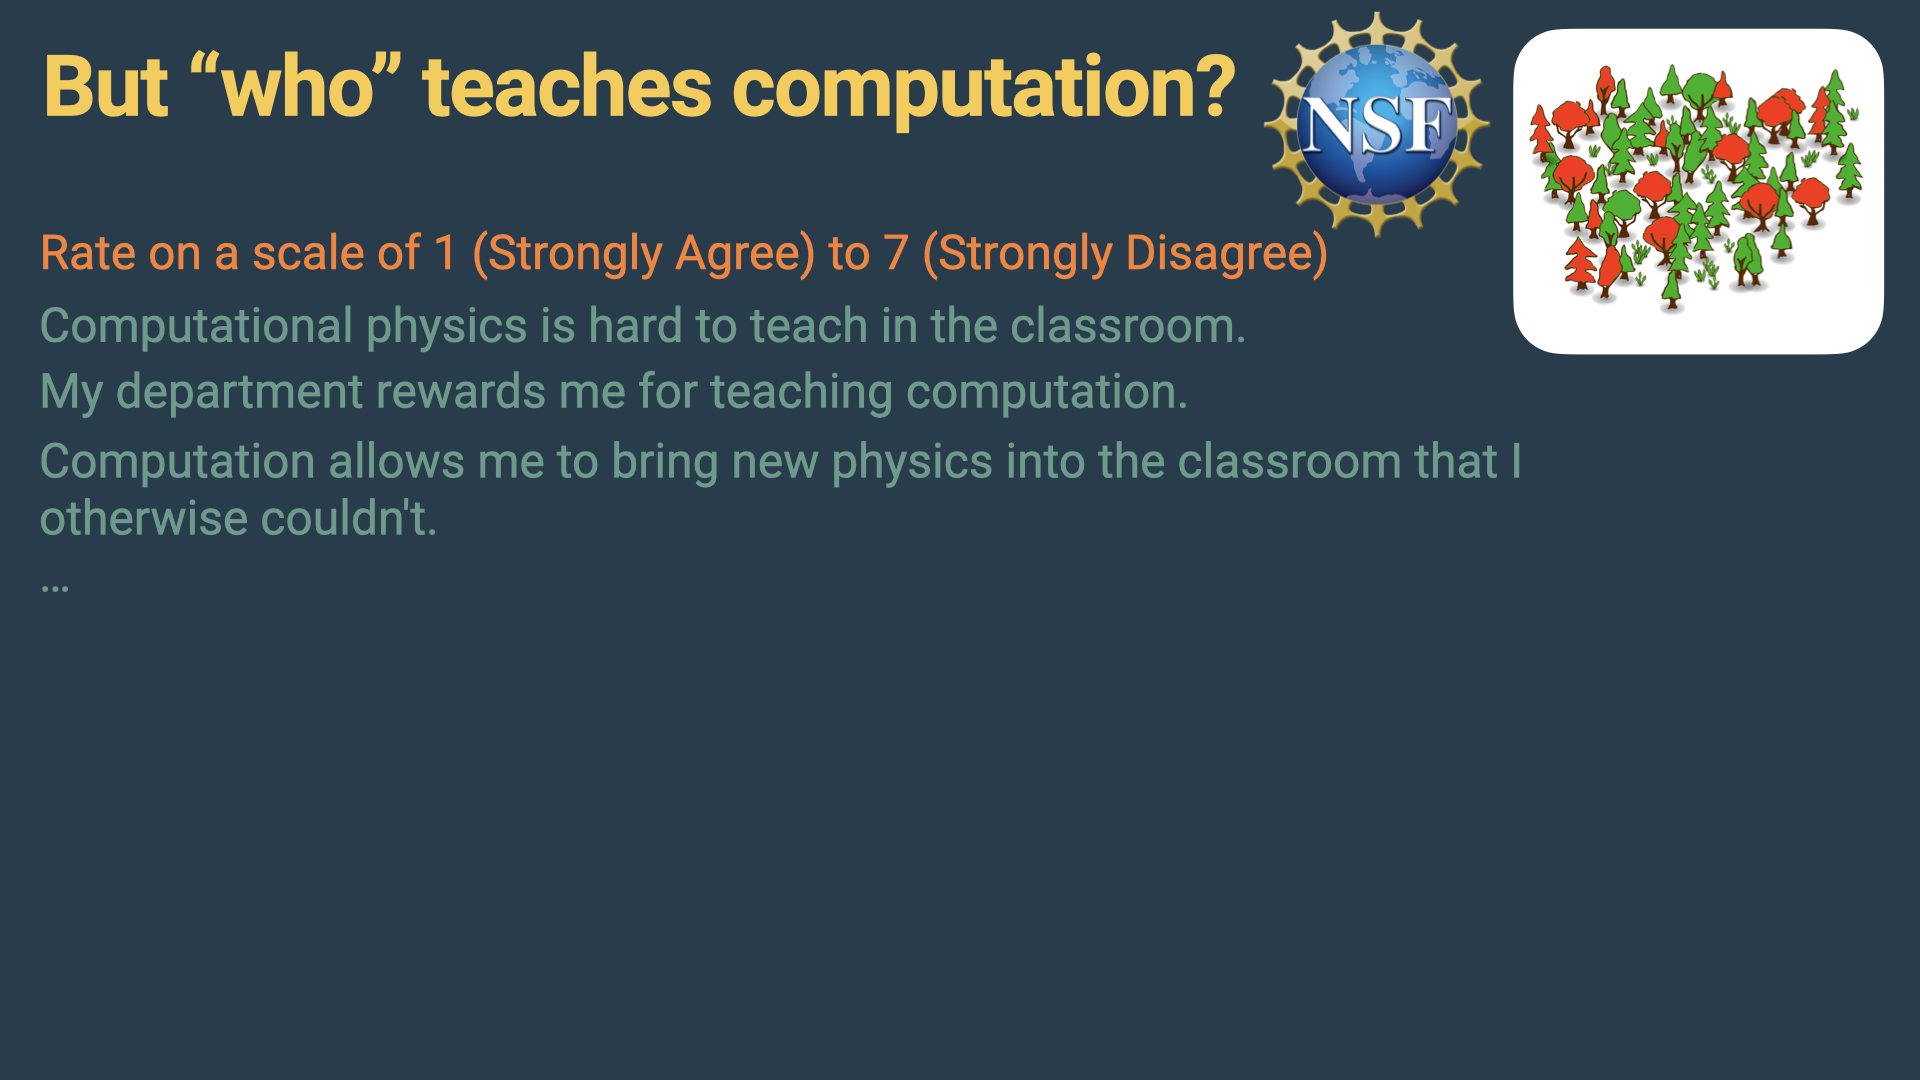 But “who” teaches computation?
NSF
Rate on a scale of 1 (Strongly Agree) to 7 (Strongly Disagree)
Computational physics is hard to teach in the classroom.
My department rewards me for teaching computation.
Computation allows me to bring new physics into the classroom that I
otherwise couldn't.
…